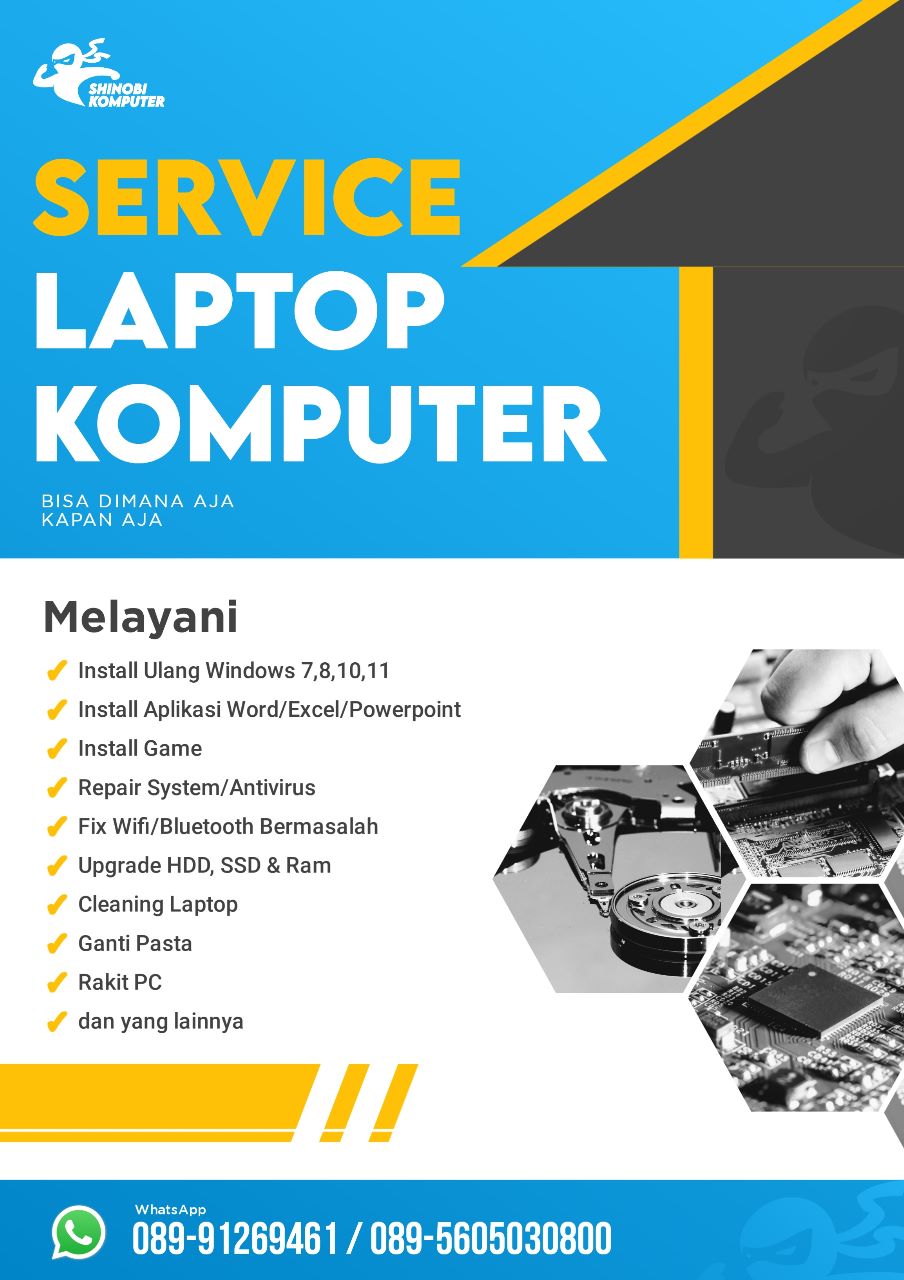 SHINOBI
KOMPUTER
SERVICE
LAPTOP
KOMPUTER
BISA DIMANA AJA
KAPAN AJA
Melayani
Install Ulang Windows 7,8,10,11
Install Aplikasi Word/Excel/Powerpoint
Install Game
Repair System/Antivirus
Fix Wifi/Bluetooth Bermasalah
Upgrade HDD, SSD & Ram
Cleaning Laptop
Ganti Pasta
Rakit PC
dan yang lainnya
WhatsApp
089-91269461 / 089-5605030800